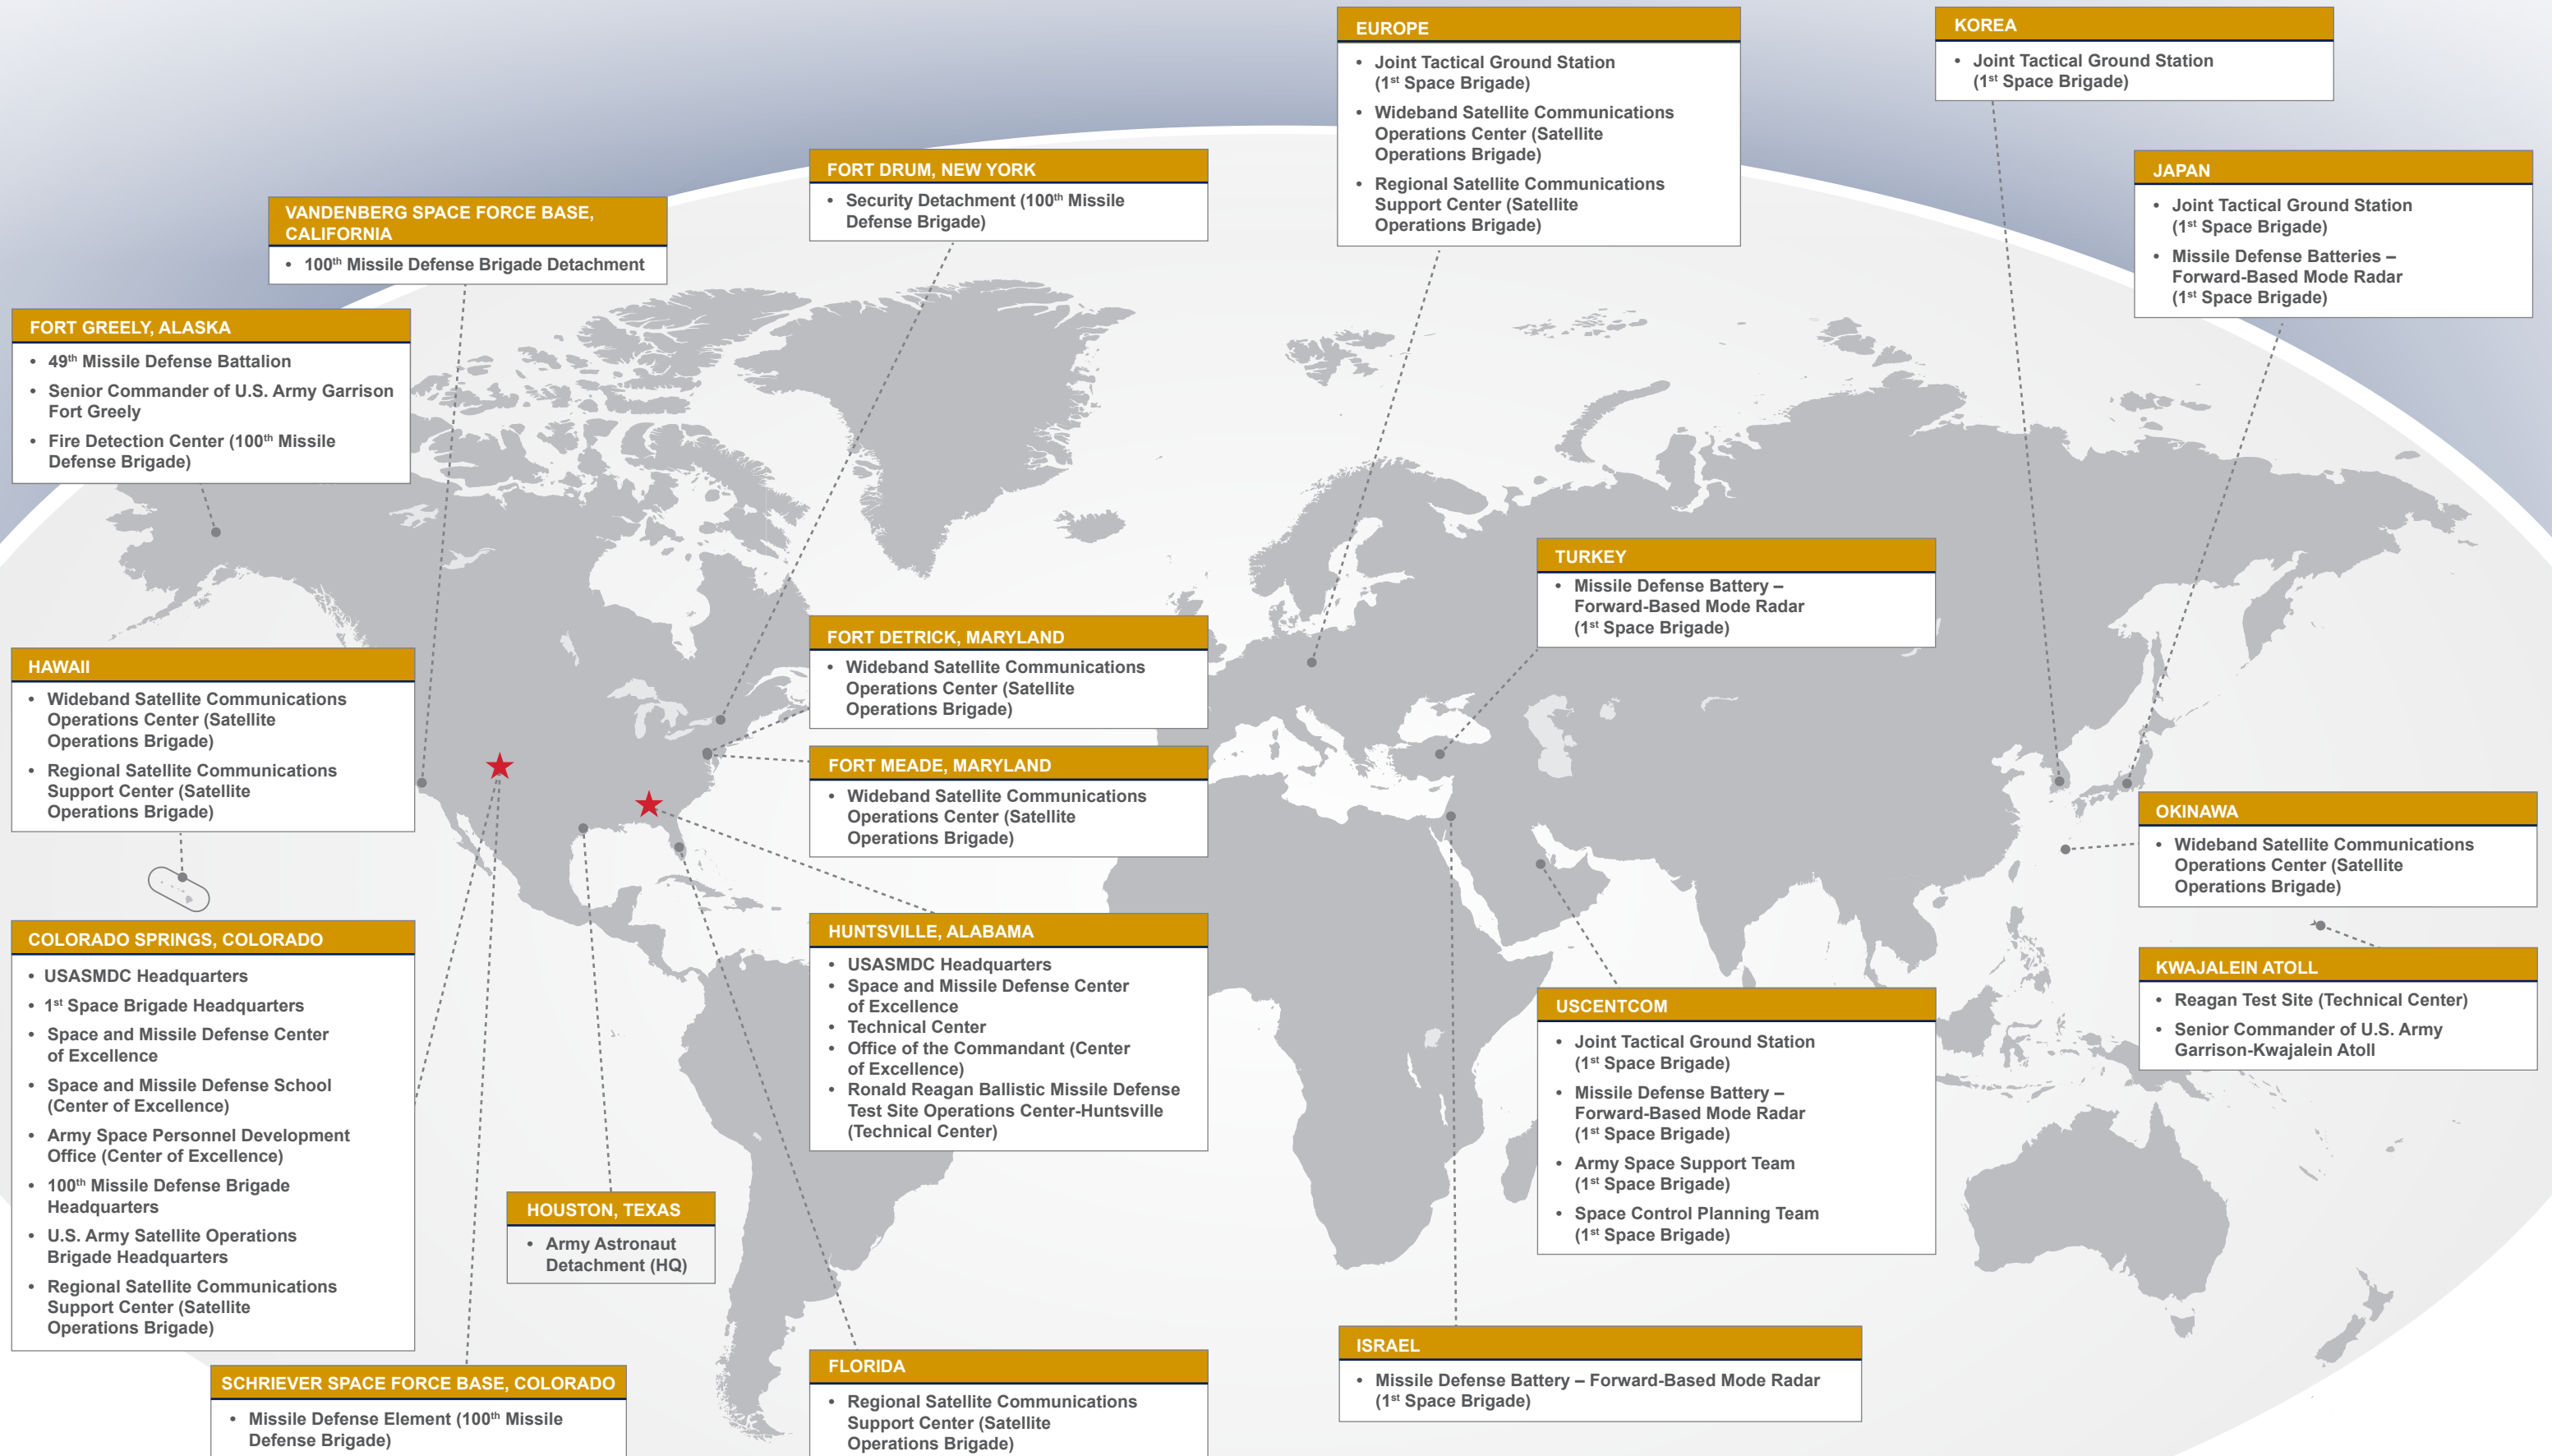 EUROPE
• Joint Tactical Ground Station
(1st Space Brigade)
• Wideband Satellite Communications
Operations Center (Satellite
Operations Brigade)
• Regional Satellite Communications
Support Center (Satellite
Operations Brigade)
KOREA
• Joint Tactical Ground Station
(1st Space Brigade)
FORT DRUM, NEW YORK
• Security Detachment (100th Missile
Defense Brigade)
JAPAN
• Joint Tactical Ground Station
(1st Space Brigade)
• Missile Defense Batteries –
Forward-Based Mode Radar
(1st Space Brigade)
VANDENBERG SPACE FORCE BASE,
CALIFORNIA
• 100th Missile Defense Brigade Detachment
FORT GREELY, ALASKA
• 49th Missile Defense Battalion
• Senior Commander of U.S. Army Garrison
Fort Greely
• Fire Detection Center (100th Missile
Defense Brigade)
TURKEY
• Missile Defense Battery –
Forward-Based Mode Radar
(1st Space Brigade)
FORT DETRICK, MARYLAND
• Wideband Satellite Communications
Operations Center (Satellite
Operations Brigade)
HAWAII
• Wideband Satellite Communications
Operations Center (Satellite
Operations Brigade)
• Regional Satellite Communications
Support Center (Satellite
Operations Brigade)
FORT MEADE, MARYLAND
• Wideband Satellite Communications
Operations Center (Satellite
Operations Brigade)
OKINAWA
• Wideband Satellite Communications
Operations Center (Satellite
Operations Brigade)
COLORADO SPRINGS, COLORADO
• USASMDC Headquarters
• 1st Space Brigade Headquarters
• Space and Missile Defense Center
of Excellence
• Space and Missile Defense School
(Center of Excellence)
• Army Space Personnel Development
Office (Center of Excellence)
• 100th Missile Defense Brigade
Headquarters
• U.S. Army Satellite Operations
Brigade Headquarters
• Regional Satellite Communications
Support Center (Satellite
Operations Brigade)
HUNTSVILLE, ALABAMA
• USASMDC Headquarters
• Space and Missile Defense Center
of Excellence
• Technical Center
• Office of the Commandant (Center
of Excellence)
• Ronald Reagan Ballistic Missile Defense
Test Site Operations Center-Huntsville
(Technical Center)
KWAJALEIN ATOLL
• Reagan Test Site (Technical Center)
• Senior Commander of U.S. Army
Garrison-Kwajalein Atoll
USCENTCOM
• Joint Tactical Ground Station
(1st Space Brigade)
• Missile Defense Battery –
Forward-Based Mode Radar
(1st Space Brigade)
• Army Space Support Team
(1st Space Brigade)
• Space Control Planning Team
(1st Space Brigade)
HOUSTON, TEXAS
• Army Astronaut
Detachment (HQ)
ISRAEL
• Missile Defense Battery – Forward-Based Mode Radar
(1st Space Brigade)
FLORIDA
• Regional Satellite Communications
Support Center (Satellite
Operations Brigade)
SCHRIEVER SPACE FORCE BASE, COLORADO
• Missile Defense Element (100th Missile
Defense Brigade)